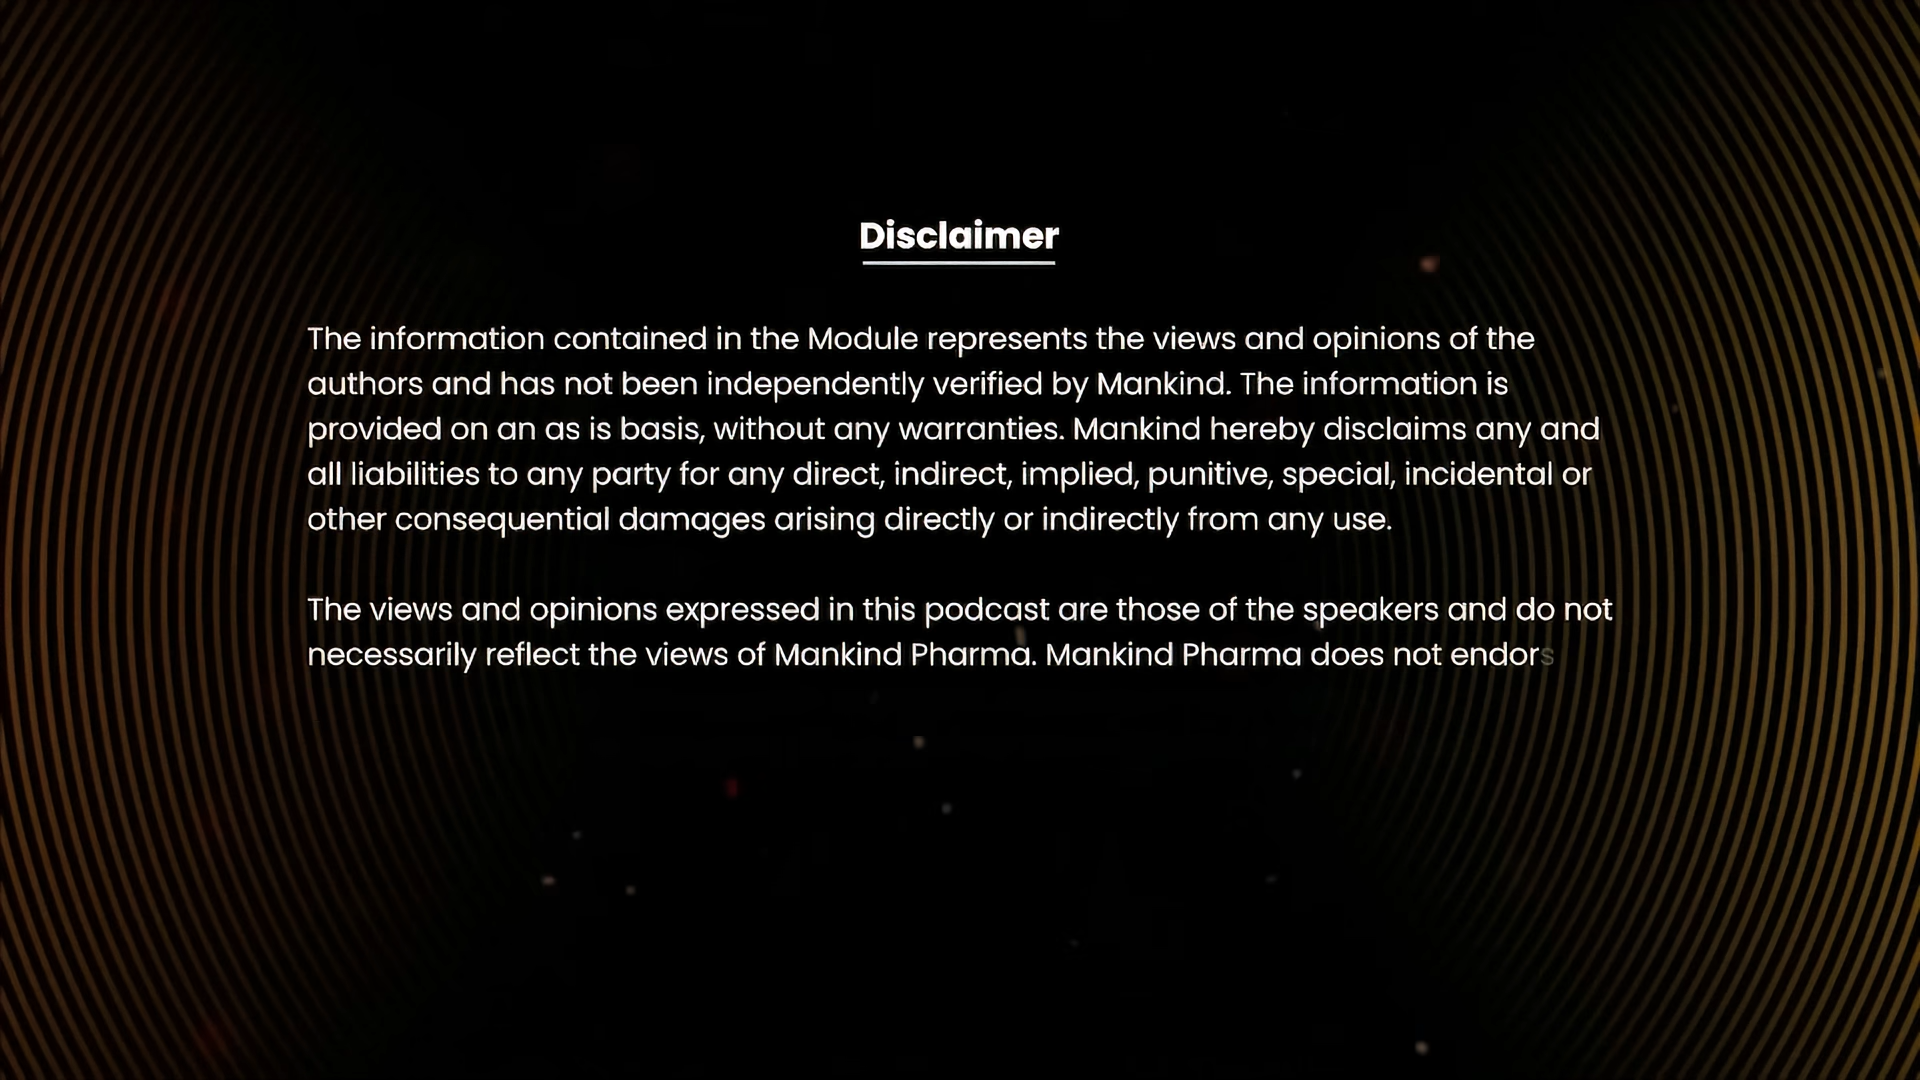 Disclaimer
The information contained in the Module represents the views and opinions of the
authors and has not been independently verified by Mankind. The information is
provided on an as is basis, without any warranties. Mankind hereby disclaims any and
all liabilities to any party for any direct, indirect, implied, punitive, special, incidental or
other consequential damages arising directly or indirectly from any use.
The views and opinions expressed in this podcast are those of the speakers and do not
necessarily reflect the views of Mankind Pharma. Mankind Pharma does not endors